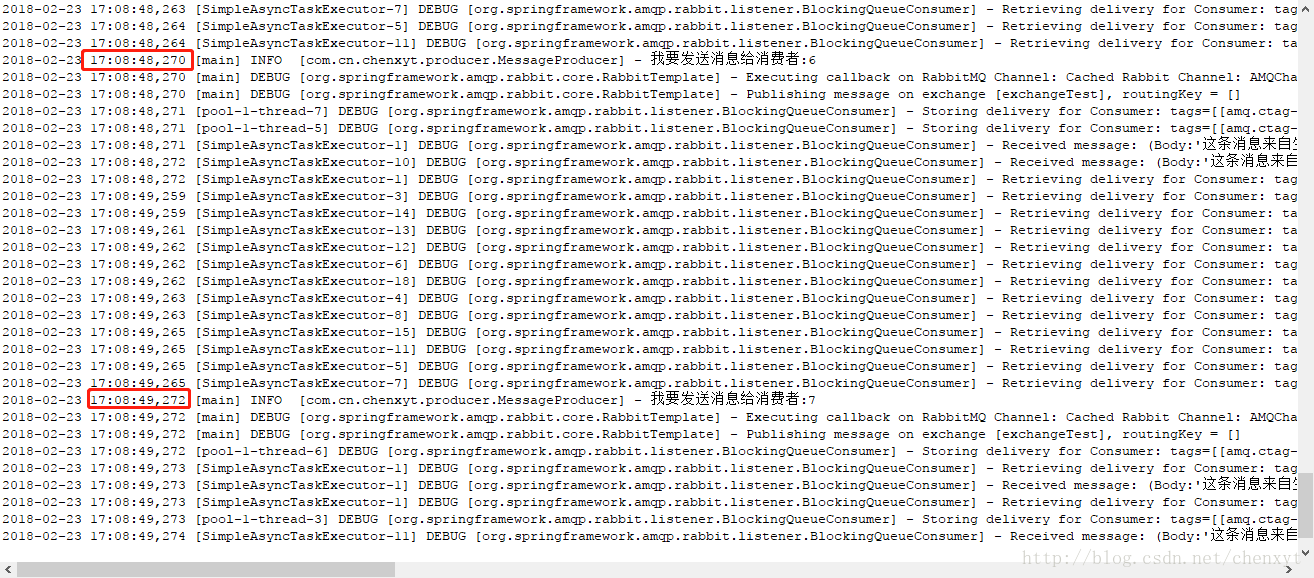 2018-02-23 17:08:48,263 [SimpleAsyncTaskExecutor-7] DEBUG [org.springframework.amqp.rabbit.listener.BlockingQueueConsumer] - Retrieving delivery for Consumer: tag
2018-02-23 17:08:48,264 [SimpleAsyncTaskExecutor-5] DEBUG [org.springframework.amqp.rabbit.listener.BlockingQueueConsumer] - Retrieving delivery for Consumer: tag
2018-02-23 17:08:48,264 [SimpleAsyncTaskExecutor-11] DEBUG [org.springframework.amqp.rabbit.listener.BlockingQueueConsumer] - Retrieving delivery for Consumer: ta
2018-02-23 17:08:48,270 [main] INFO  [com.cn.chenxyt.producer.MessageProducer] - 我要发送消息给消费者:6
2018-02-23 17:08:48,270 [main] DEBUG [org.springframework.amqp.rabbit.core.RabbitTemplate] - Executing callback on RabbitMQ Channel: Cached Rabbit Channel: AMQCha
2018-02-23 17:08:48,270 [main] DEBUG [org.springframework.amqp.rabbit.core.RabbitTemplate] - Publishing message on exchange [exchangeTest], routingKey = []
2018-02-23 17:08:48,271 [pool-1-thread-7] DEBUG [org.springframework.amqp.rabbit.listener.BlockingQueueConsumer] - Storing delivery for Consumer: tags=[[amq.ctag-
2018-02-23 17:08:48,271 [pool-1-thread-5] DEBUG [org.springframework.amqp.rabbit.listener.BlockingQueueConsumer] - Storing delivery for Consumer: tags=[[amq.ctag-
2018-02-23 17:08:48,271 [SimpleAsyncTaskExecutor-1] DEBUG [org.springframework.amqp.rabbit.listener.BlockingQueueConsumer] - Received message: (Body:'这条消息来自生
2018-02-23 17:08:48,272 [SimpleAsyncTaskExecutor-10] DEBUG [org.springframework.amqp.rabbit.listener.BlockingQueueConsumer] - Received message: (Body:'这条消息来自
2018-02-23 17:08:48,272 [SimpleAsyncTaskExecutor-1] DEBUG [org.springframework.amqp.rabbit.listener.BlockingQueueConsumer] - Retrieving delivery for Consumer: tag
2018-02-23 17:08:49,259 [SimpleAsyncTaskExecutor-3] DEBUG [org.springframework.amqp.rabbit.listener.BlockingQueueConsumer] - Retrieving delivery for Consumer: tag
2018-02-23 17:08:49,259 [SimpleAsyncTaskExecutor-14] DEBUG [org.springframework.amqp.rabbit.listener.BlockingQueueConsumer] - Retrieving delivery for Consumer: ta
2018-02-23 17:08:49,261 [SimpleAsyncTaskExecutor-13] DEBUG [org.springframework.amqp.rabbit.listener.BlockingQueueConsumer] - Retrieving delivery for Consumer: ta
2018-02-23 17:08:49,262 [SimpleAsyncTaskExecutor-12] DEBUG [org.springframework.amqp.rabbit.listener.BlockingQueueConsumer] - Retrieving delivery for Consumer: ta
2018-02-23 17:08:49,262 [SimpleAsyncTaskExecutor-6] DEBUG [org.springframework.amqp.rabbit.listener.BlockingQueueConsumer] - Retrieving delivery for Consumer: tag
2018-02-23 17:08:49,262 [SimpleAsyncTaskExecutor-18] DEBUG [org.springframework.amqp.rabbit.listener.BlockingQueueConsumer] - Retrieving delivery for Consumer: ta
2018-02-23 17:08:49,263 [SimpleAsyncTaskExecutor-4] DEBUG [org.springframework.amqp.rabbit.listener.BlockingQueueConsumer] - Retrieving delivery for Consumer: tag
2018-02-23 17:08:49,263 [SimpleAsyncTaskExecutor-8] DEBUG [org.springframework.amqp.rabbit.listener.BlockingQueueConsumer] - Retrieving delivery for Consumer: tag
2018-02-23 17:08:49,265 [SimpleAsyncTaskExecutor-15] DEBUG [org.springframework.amqp.rabbit.listener.BlockingQueueConsumer] - Retrieving delivery for Consumer: ta
2018-02-23 17:08:49,265 [SimpleAsyncTaskExecutor-11] DEBUG [org.springframework.amqp.rabbit.listener.BlockingQueueConsumer] - Retrieving delivery for Consumer: ta
2018-02-23 17:08:49,265 [SimpleAsyncTaskExecutor-5] DEBUG [org.springframework.amqp.rabbit.listener.BlockingQueueConsumer] - Retrieving delivery for Consumer: tag
2018-02-23 17:08:49,265 [SimpleAsyncTaskExecutor-7] DEBUG [org.springframework.amqp.rabbit.listener.BlockingQueueConsumer] - Retrieving delivery for Consumer: tag
2018-02-23 17:08:49,272 [main] INFO  [com.cn.chenxyt.producer.MessageProducer] - 我要发送消息给消费者:7
2018-02-23 17:08:49,272 [main] DEBUG [org.springframework.amqp.rabbit.core.RabbitTemplate] - Executing callback on RabbitMQ Channel: Cached Rabbit Channel: AMQCha
2018-02-23 17:08:49,272 [main] DEBUG [org.springframework.amqp.rabbit.core.RabbitTemplate] - Publishing message on exchange [exchangeTest], routingKey = []
2018-02-23 17:08:49,272 [pool-1-thread-6] DEBUG [org.springframework.amqp.rabbit.listener.BlockingQueueConsumer] - Storing delivery for Consumer: tags=[[amq.ctag-
2018-02-23 17:08:49,273 [SimpleAsyncTaskExecutor-1] DEBUG [org.springframework.amqp.rabbit.listener.BlockingQueueConsumer] - Retrieving delivery for Consumer: tag
2018-02-23 17:08:49,273 [SimpleAsyncTaskExecutor-1] DEBUG [org.springframework.amqp.rabbit.listener.BlockingQueueConsumer] - Received message: (Body:'这条消息来自生
2018-02-23 17:08:49,273 [SimpleAsyncTaskExecutor-1] DEBUG [org.springframework.amqp.rabbit.listener.BlockingQueueConsumer] - Retrieving delivery for Consumer: tag
2018-02-23 17:08:49,273 [pool-1-thread-3] DEBUG [org.springframework.amqp.rabbit.listener.BlockingQueueConsumer] - Storing delivery for Consumer: tags=[[amq.ctag-
2018-02-23 17:08:49,274 [SimpleAsyncTaskExecutor-11] DEBUG [org.springframework.amqp.rabbit.listener.BlockingQueueConsumer] - Received message: (Body:'这条消息来自
http://blog.csdn.net/chenxyt